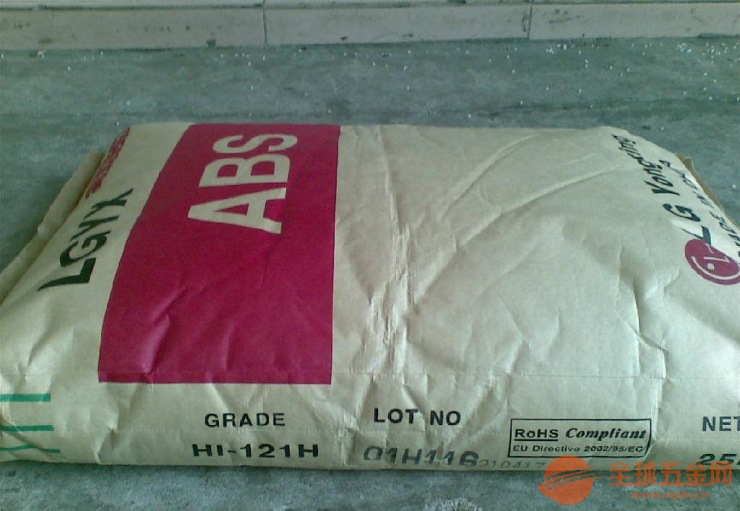 LGYX
ABS
LG Yongxing
GRADE
HI-121H
LOT NO
01H116
RoHS Compliant
EU Directive 2002/95/EC
NET
25
全球五金网